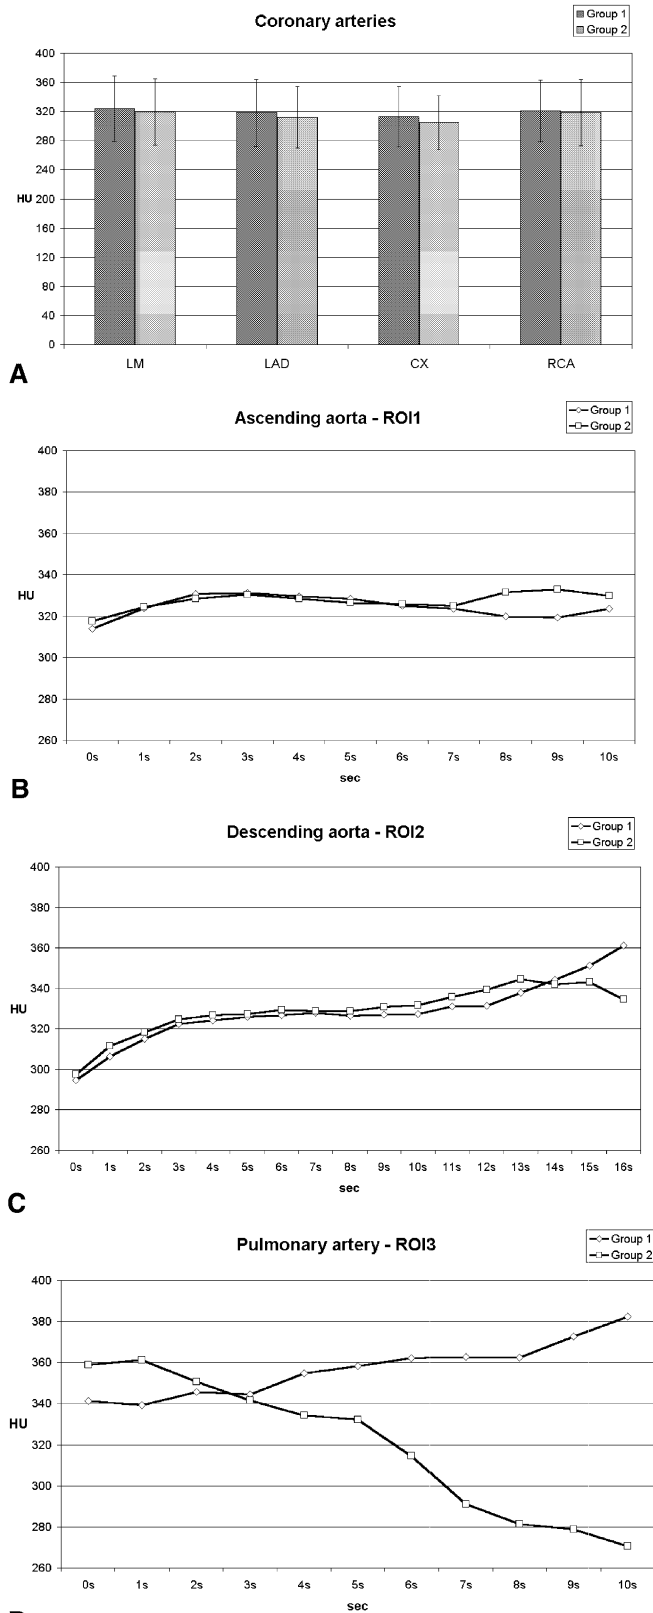 Coronary arteries
Group 1
Group 2
400
360
320
280
240
HU 200
160
120
80
40
0
LM LAD CX RCA
A
Ascending aorta - ROI1
Group 1
Group 2
400
380
360
340
HU
320
300
280
260
0s 1s 2s 3s 4s 5s 6s 7s 8s 9s 10s
sec
B
Descending aorta - ROI2
Group 1
Group 2
400
380
360
340
HU
320
300
280
260
0s 1s 2s 3s 4s 5s 6s 7s 8s 9s 10s 11s 12s 13s 14s 15s 16s
sec
C
Pulmonary artery - ROI3
Group 1
Group 2
400
380
360
340
HU
320
300
280
260
0s 1s 2s 3s 4s 5s 6s 7s 8s 9s 10s
sec